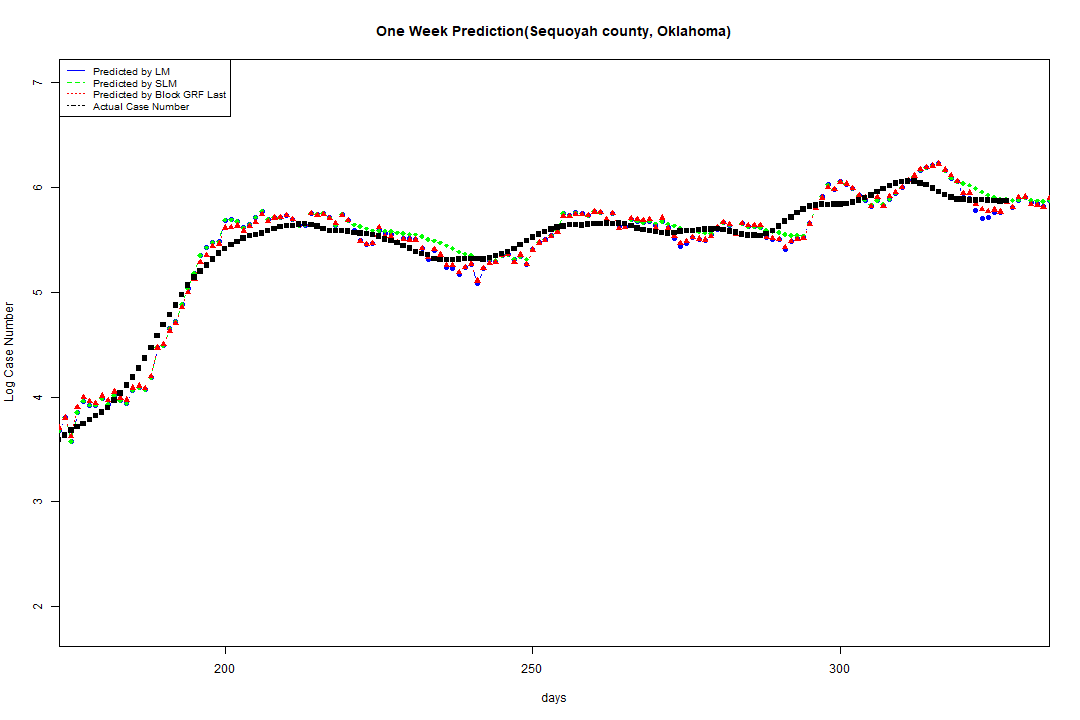 One Week Prediction(Sequoyah county, Oklahoma)
Predicted by LM
Predicted by SLM
Predicted by Block GRF Last
Actual Case Number
7
6
5
4
3
2
Log Case Number
200 250 300
days